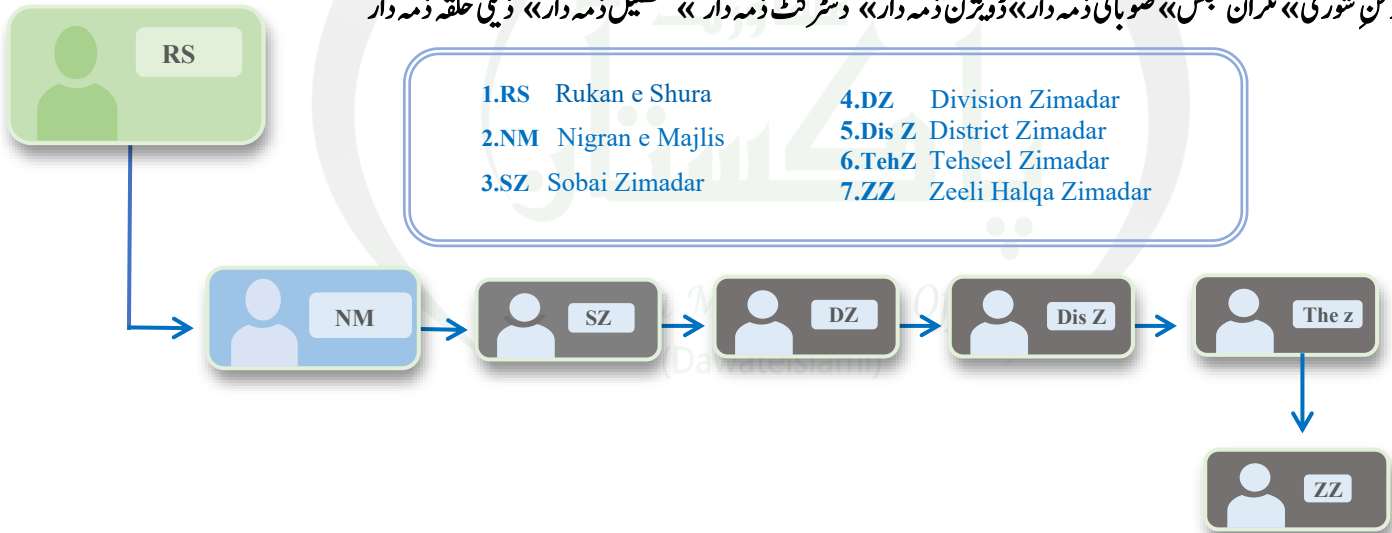 رکنِ شوریٰ» نگران مجلس» صوبائی ذمہ دار» ڈویژن ذمہ دار» ڈسٹرکٹ ذمہ دار » تحصیل ذمہ دار» ذیلی حلقہ ذمہ دار
RS
1.RS Rukan e Shura
2.NM Nigran e Majlis
3.SZ Sobai Zimadar
4.DZ Division Zimadar
5.Dis Z District Zimadar
6.TehZ Tehseel Zimadar
7.ZZ Zeeli Halqa Zimadar
NM
SZ
DZ
Dis Z
The z
(DawateIslami)
ZZ